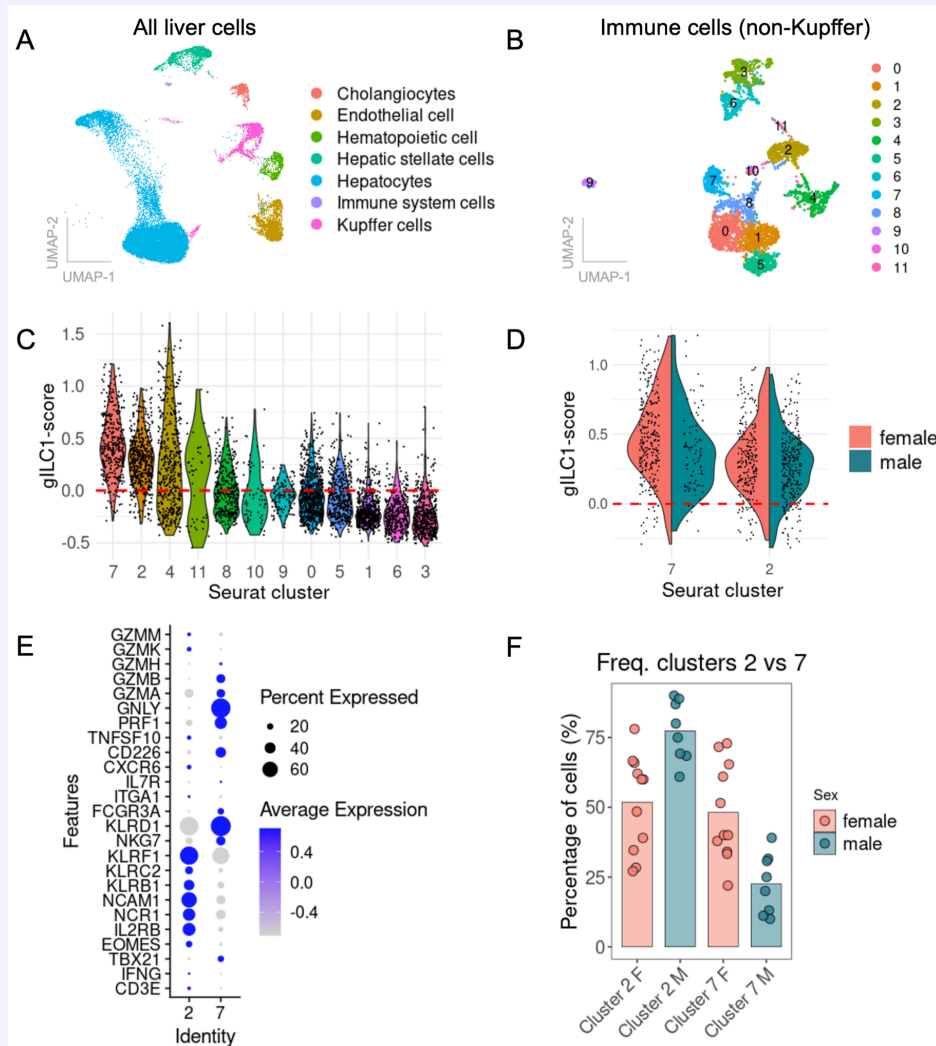 A
All liver cells
Cholangiocytes
Endothelial cell
Hematopoietic cell
Hepatic stellate cells
Hepatocytes
Immune system cells
Kupffer cells
UMAP-2
UMAP-1
B
Immune cells (non-Kupffer)
3
6
11
2
10
7
9
8
4
0
1
5
0
1
2
3
4
5
6
7
8
9
10
11
UMAP-2
UMAP-1
C
gILC1-score
1.5
1.0
0.5
0.0
-0.5
7 2 4 11 8 10 9 0 5 1 6 3
Seurat cluster
D
gILC1-score
1.0
0.5
0.0
7 2
Seurat cluster
female
male
E
Features
GZMM
GZMK
GZMH
GZMB
GZMA
GNLY
PRF1
TNFSF10
CD226
CXCR6
IL7R
ITGA1
FCGR3A
KLRD1
NKG7
KLRF1
KLRC2
KLRB1
NCAM1
NCR1
IL2RB
EOMES
TBX21
IFNG
CD3E
2 7
Identity
Percent Expressed
20
40
60
Average Expression
0.4
0.0
-0.4
F
Freq. clusters 2 vs 7
Percentage of cells (%)
75
50
25
0
Cluster 2 F
Cluster 2 M
Cluster 7 F
Cluster 7 M
Sex
female
male